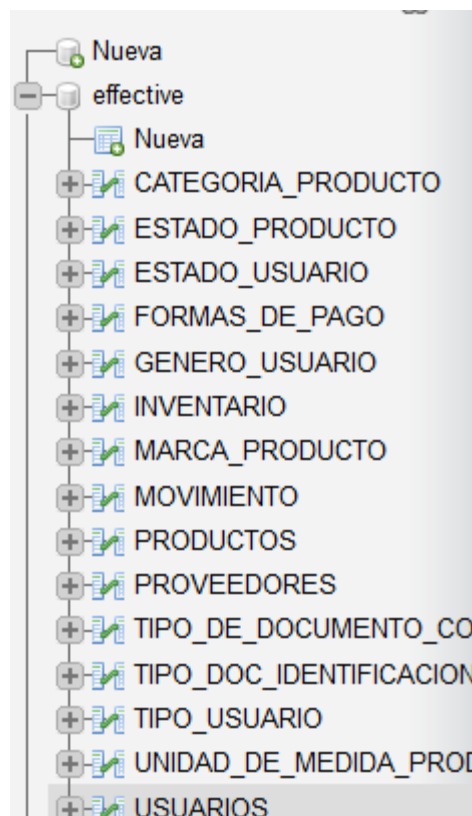 Nueva
effective
Nueva
CATEGORIA_PRODUCTO
ESTADO_PRODUCTO
ESTADO_USUARIO
FORMAS_DE_PAGO
GENERO_USUARIO
INVENTARIO
MARCA_PRODUCTO
MOVIMIENTO
PRODUCTOS
PROVEEDORES
TIPO_DE_DOCUMENTO_CO
TIPO_DOC_IDENTIFICACION
TIPO_USUARIO
UNIDAD_DE_MEDIDA_PROD
USUARIOS